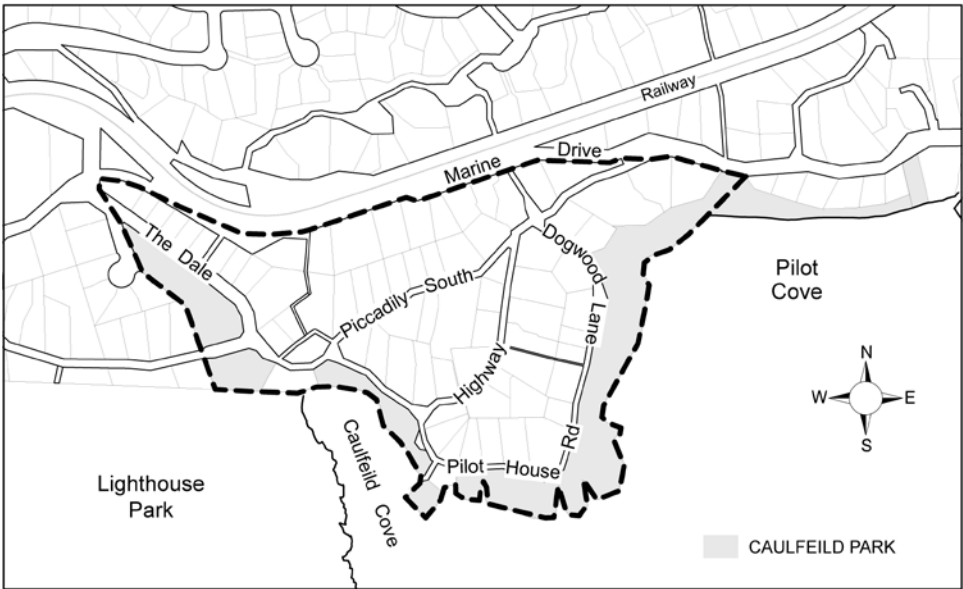 Railway
Marine Drive
The Dale
Dogwood Lane
Pilot
Cove
Piccadily South
N
W E
S
Highway
Caulfeild Cove
Pilot House Rd
Lighthouse
Park
CAULFEILD PARK